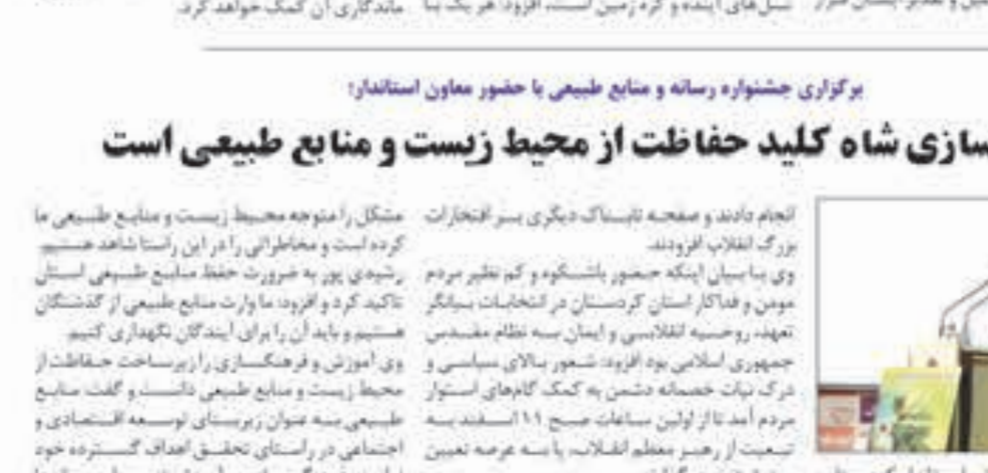 نسل‌های آینده و کره زمین است، افزود: هر یک با
ماندگاری آن کمک خواهد کرد.
برگزاری جشنواره رسانه و منابع طبیعی با حضور معاون استاندار؛
سازی شاه کلید حفاظت از محیط زیست و منابع طبیعی است
انجام دادند و صفحه تابناک دیگری بر افتخارات
بزرگ انقلاب افزودند.
وی با بیان اینکه حضور باشکوه و کم نظیر مردم
مومن و فداکار استان کردستان در انتخابات بیانگر
تعهد، روحیه انقلابی و ایمان به نظام مقدس
جمهوری اسلامی بود افزود: شعور بالای سیاسی و
درک نیات خصمانه دشمن به کمک گام‌های استوار
مردم آمد تا از اولین ساعات صبح ۱۱ اسفند به
تبعیت از رهبر معظم انقلاب، پا به عرصه تعیین
مشکل را متوجه محیط زیست و منابع طبیعی ما
کرده است و مخاطراتی را در این راستا شاهد هستیم.
رشیدی پور به ضرورت حفظ منابع طبیعی استان
تاکید کرد و افزود: ما وارث منابع طبیعی از گذشتگان
هستیم و باید آن را برای آیندگان نگهداری کنیم.
وی آموزش و فرهنگسازی را زیرساخت حفاظت از
محیط زیست و منابع طبیعی دانست و گفت: منابع
طبیعی به عنوان زیربنای توسعه اقتصادی و
اجتماعی در راستای تحقق اهداف گسترده خود